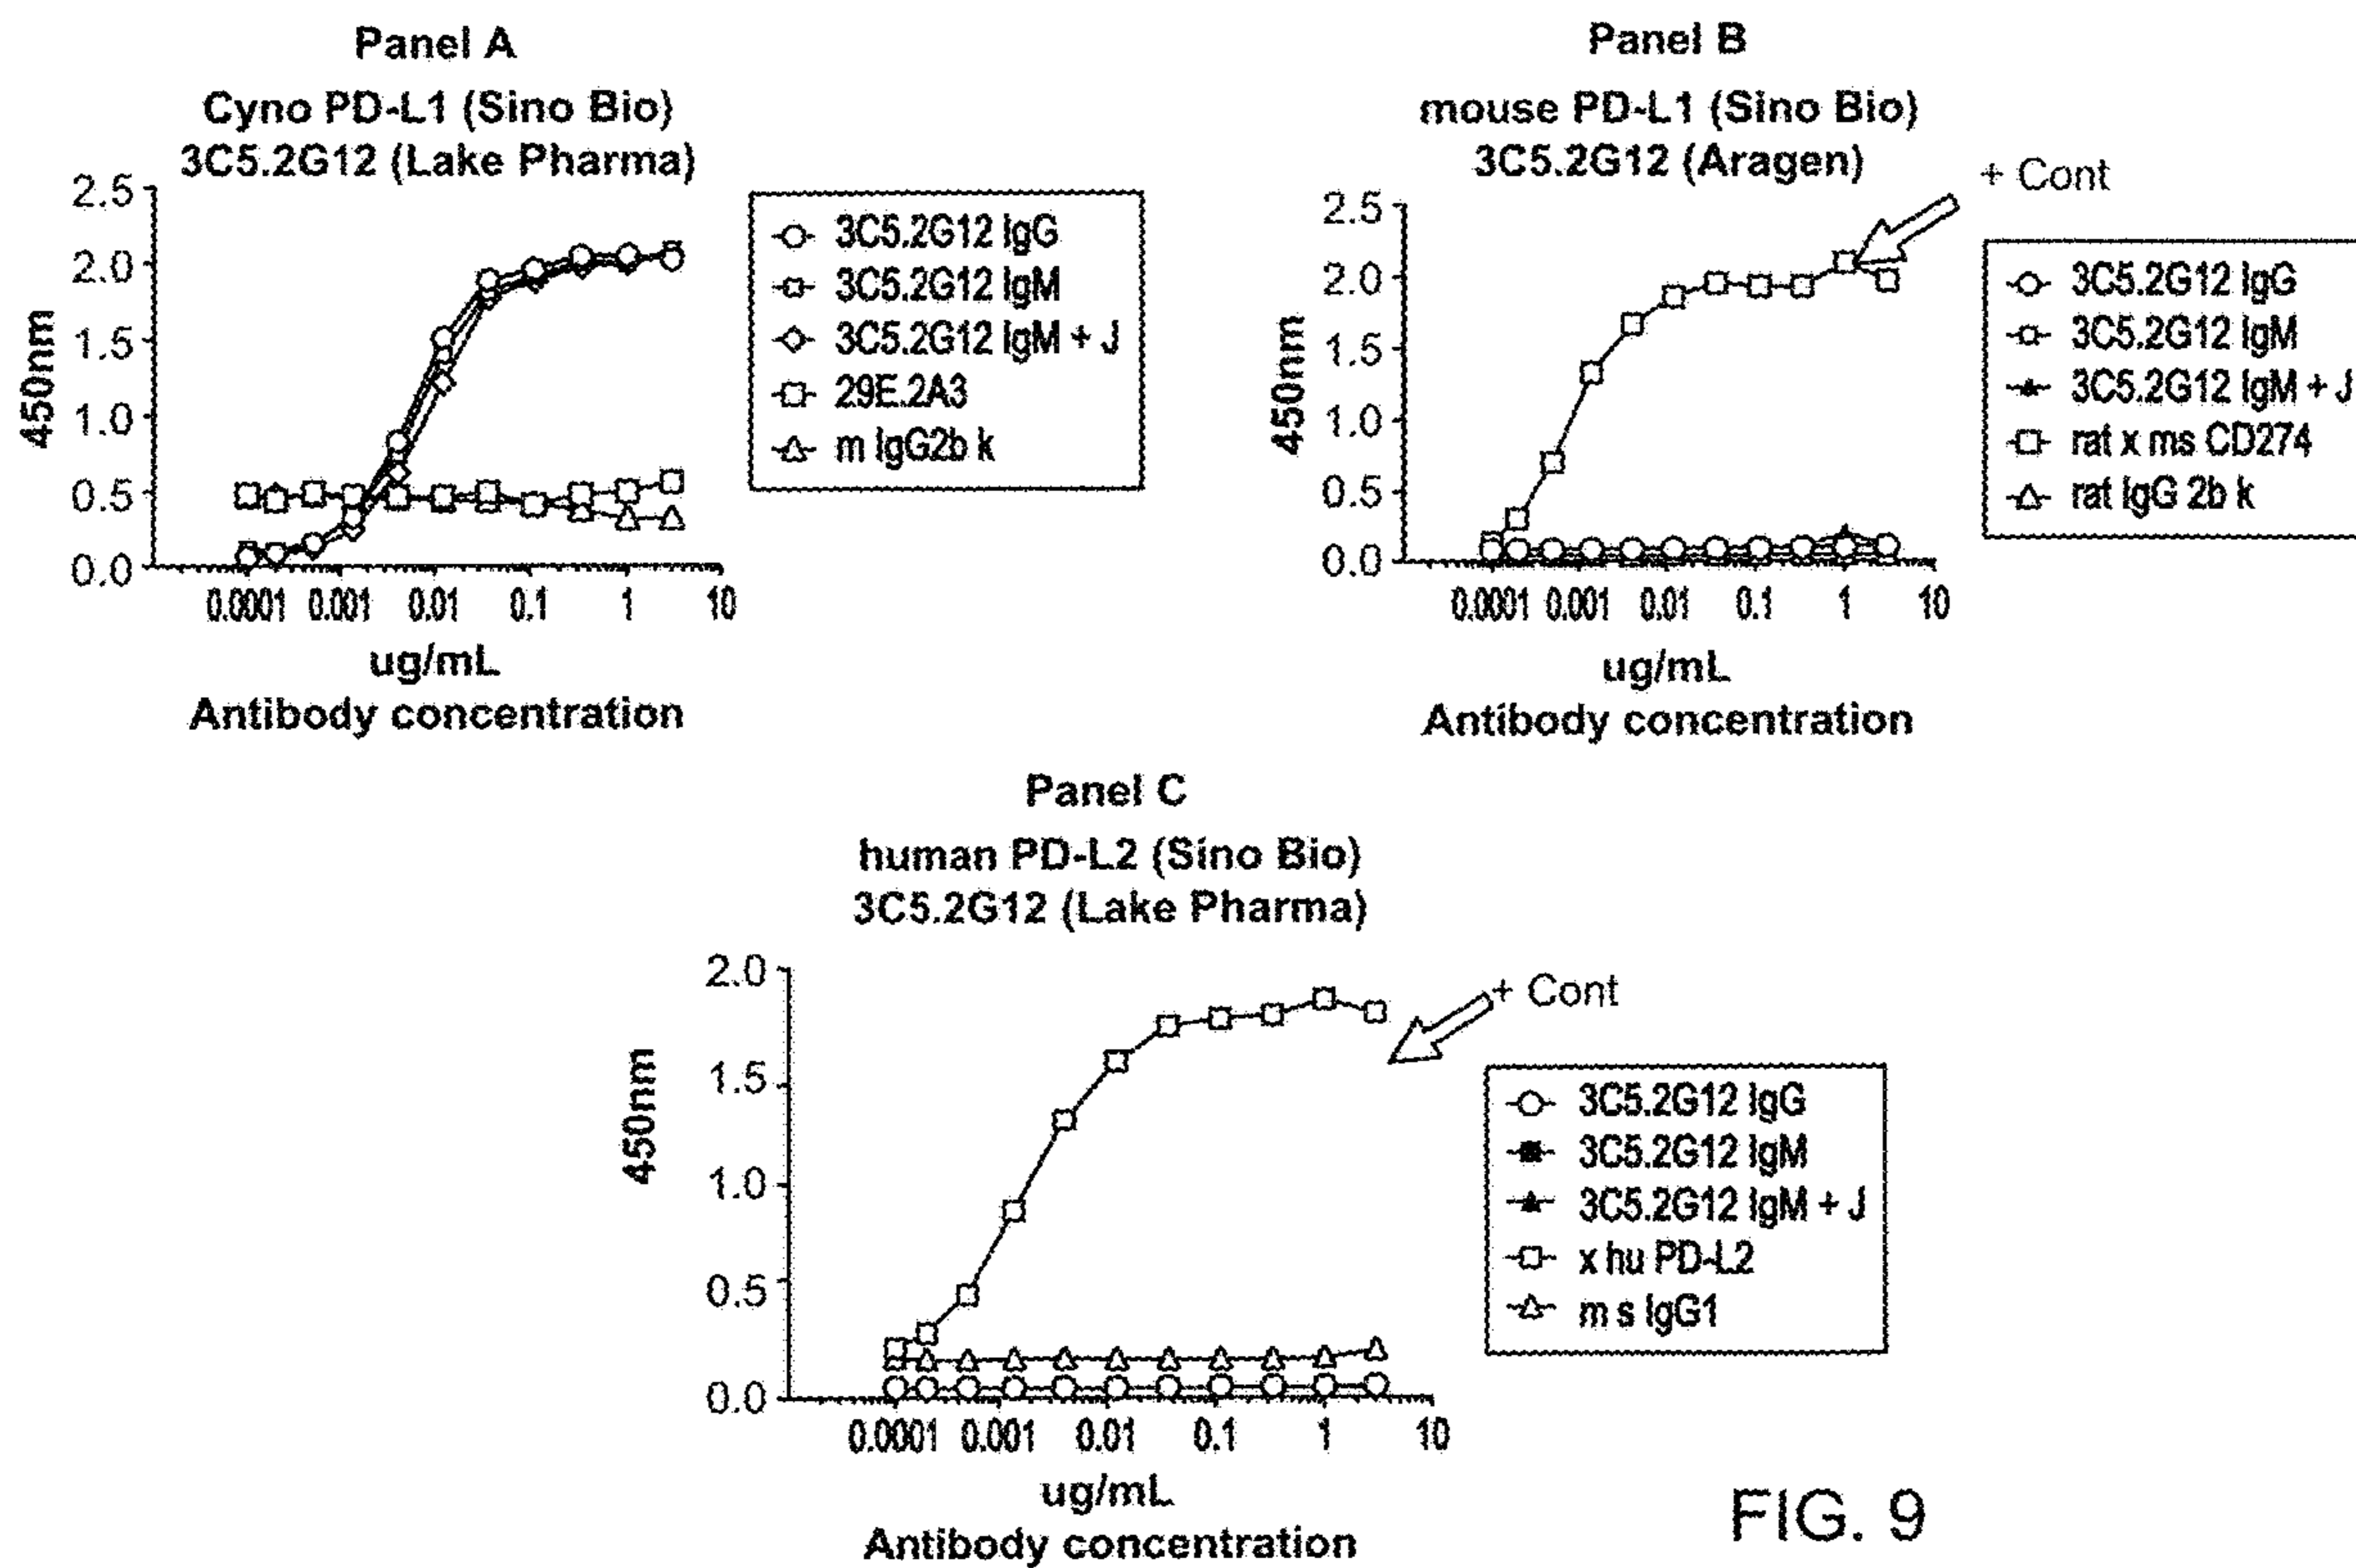 Panel A
Cyno PD-L1 (Sino Bio)
3C5.2G12 (Lake Pharma)
2.5
2.0
1.5
1.0
0.5
0.0
450nm
0.0001 0.001 0.01 0.1 1 10
ug/mL
Antibody concentration
3C5.2G12 IgG
3C5.2G12 IgM
3C5.2G12 IgM + J
29E.2A3
m IgG2b k
Panel B
mouse PD-L1 (Sino Bio)
3C5.2G12 (Aragen)
+ Cont
2.5
2.0
1.5
1.0
0.5
0.0
450nm
0.0001 0.001 0.01 0.1 1 10
ug/mL
Antibody concentration
3C5.2G12 IgG
3C5.2G12 IgM
3C5.2G12 IgM + J
rat x ms CD274
rat IgG 2b k
Panel C
human PD-L2 (Sino Bio)
3C5.2G12 (Lake Pharma)
+ Cont
2.0
1.5
1.0
0.5
0.0
450nm
0.0001 0.001 0.01 0.1 1 10
ug/mL
Antibody concentration
3C5.2G12 IgG
3C5.2G12 IgM
3C5.2G12 IgM + J
x hu PD-L2
m s IgG1
FIG. 9